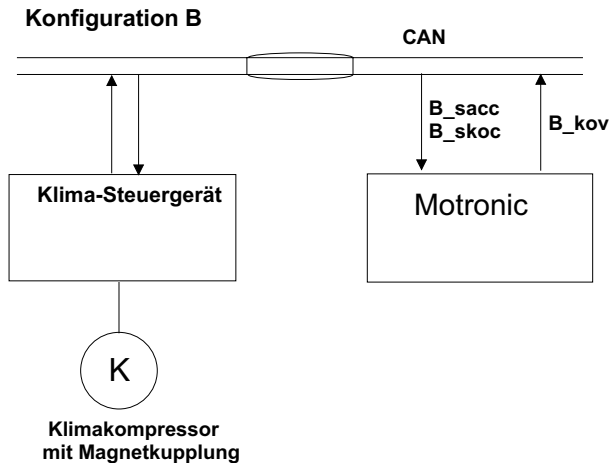 Konfiguration B
CAN
B_sacc
B_skoc
B_kov
Klima-Steuergerät
Motronic
K
Klimakompressor
mit Magnetkupplung